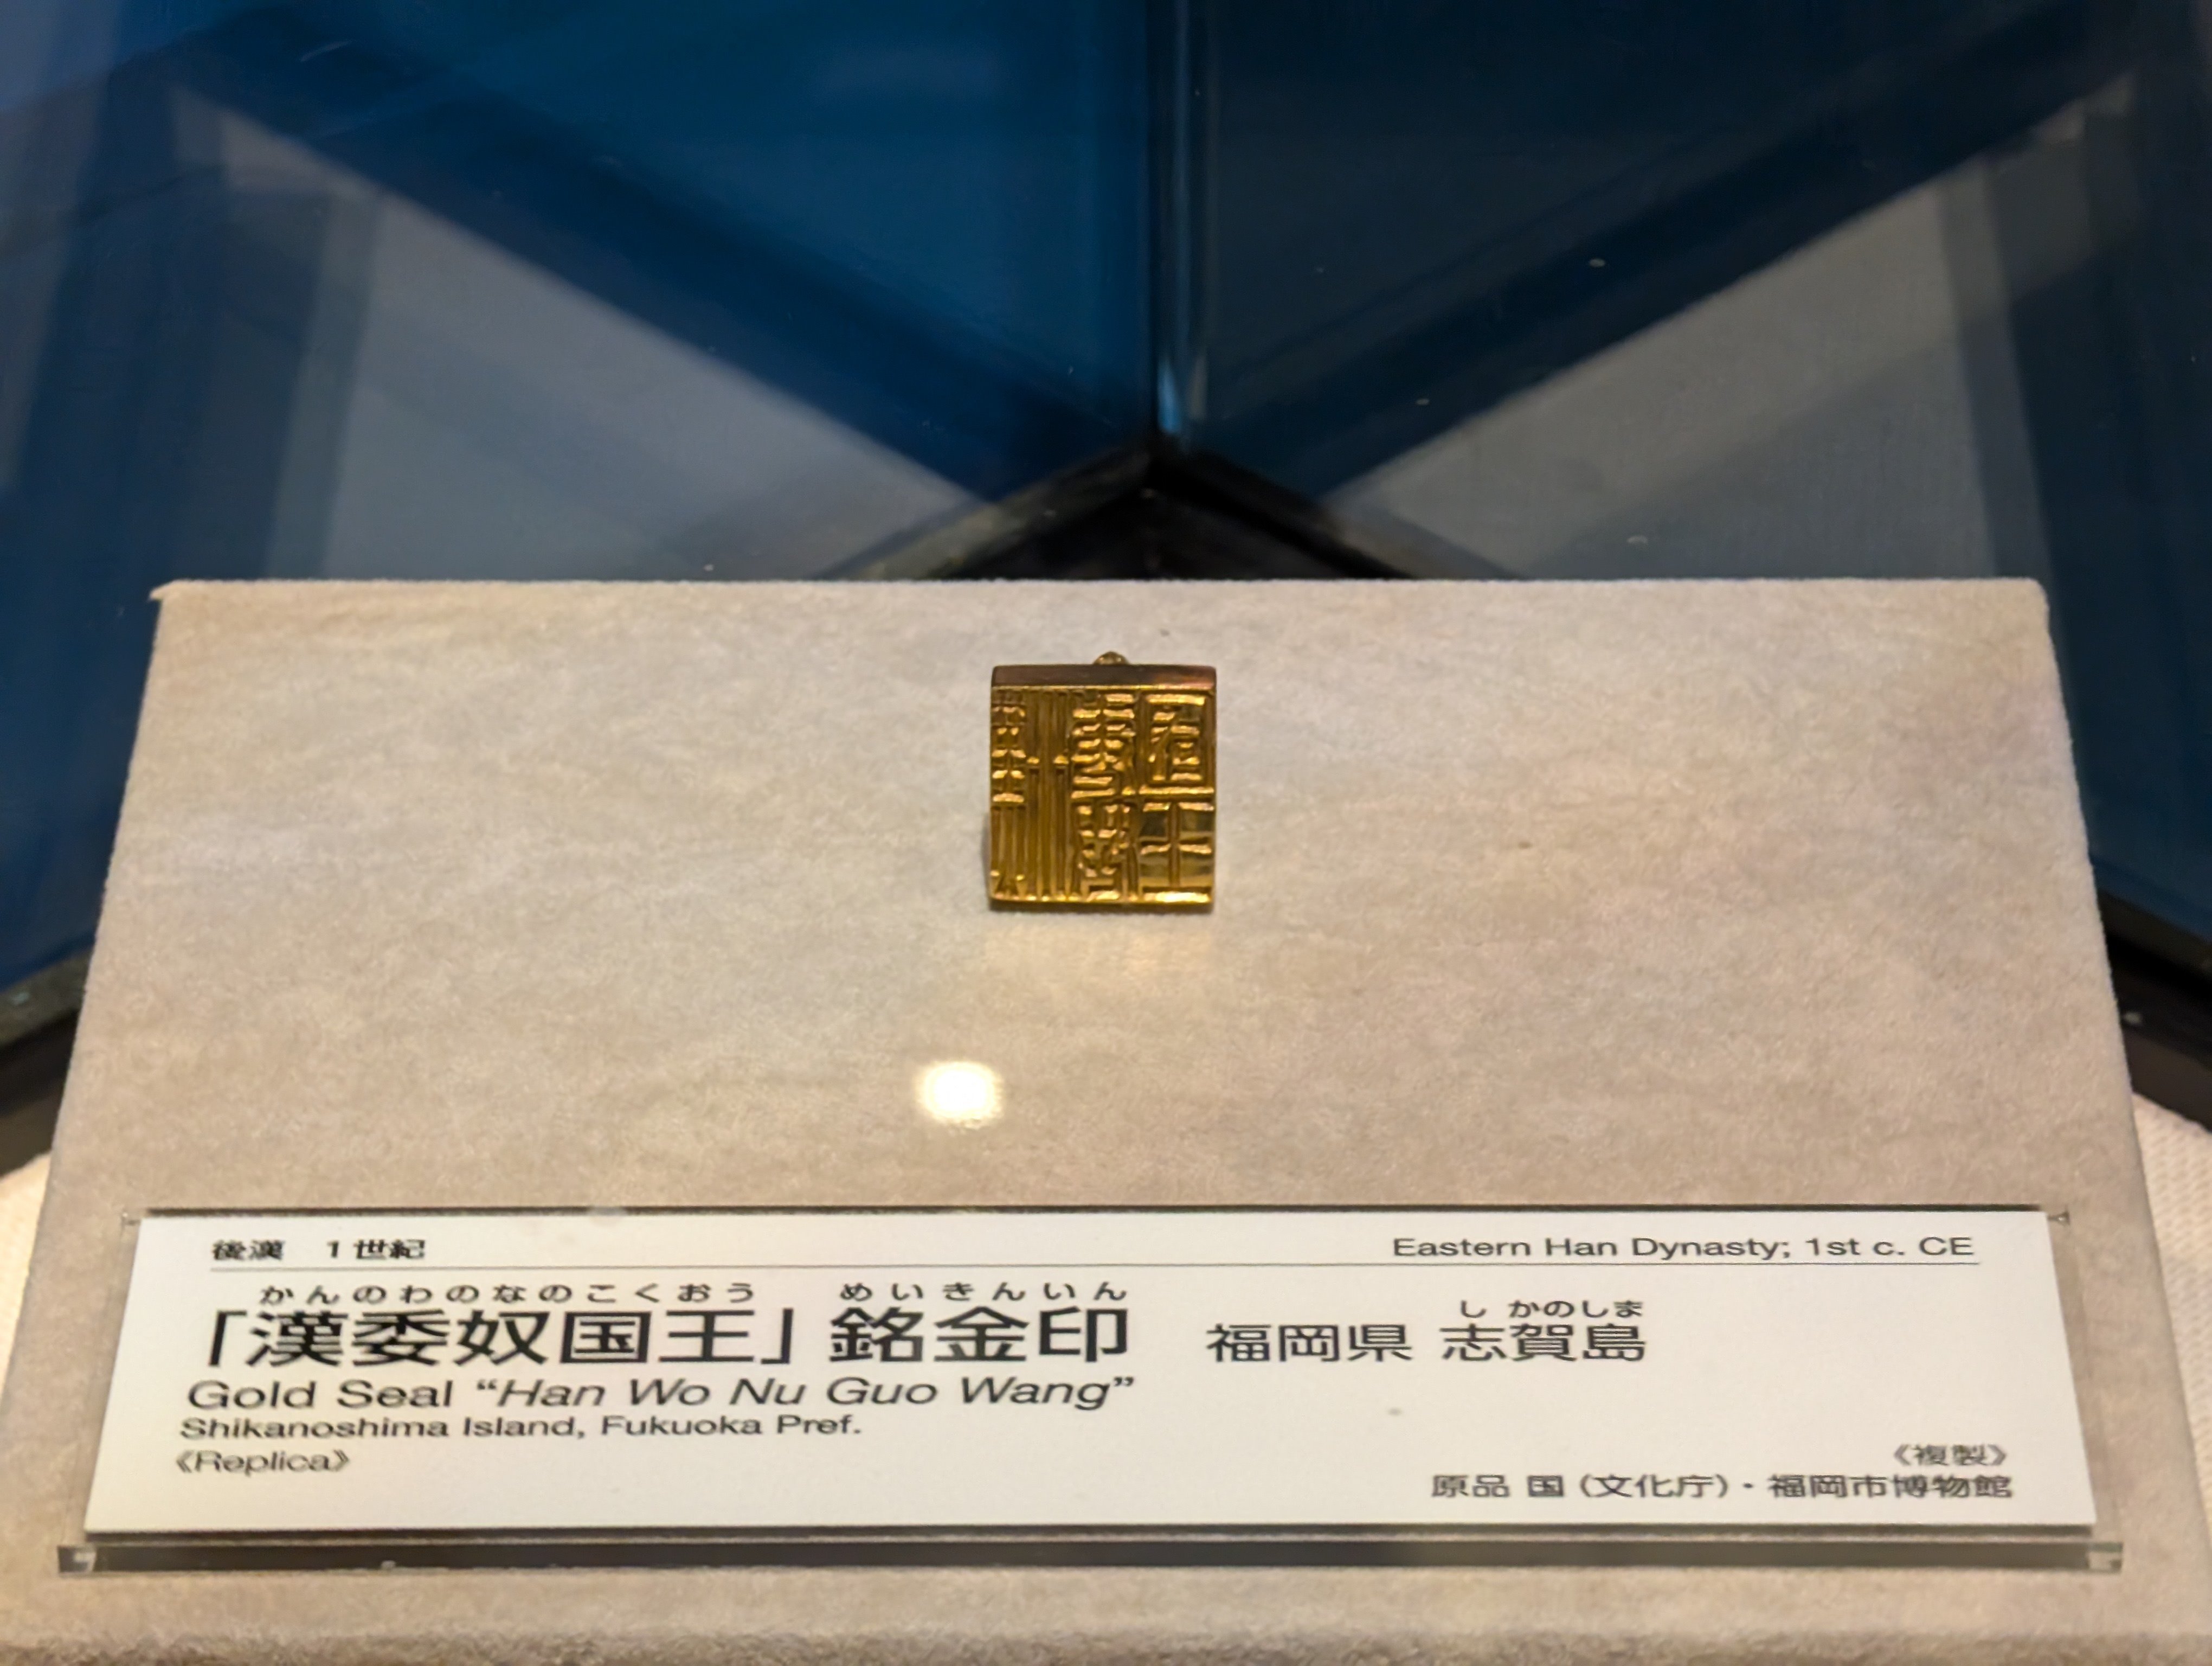 後漢 1世紀
Eastern Han Dynasty; 1st c. CE
かんのわのなのこくおう めいきんいん
「漢委奴国王」銘金印
しかのしま
福岡県 志賀島
Gold Seal “Han Wo Nu Guo Wang”
Shikanoshima Island, Fukuoka Pref.
《Replica》
《複製》
原品 国（文化庁）・福岡市博物館